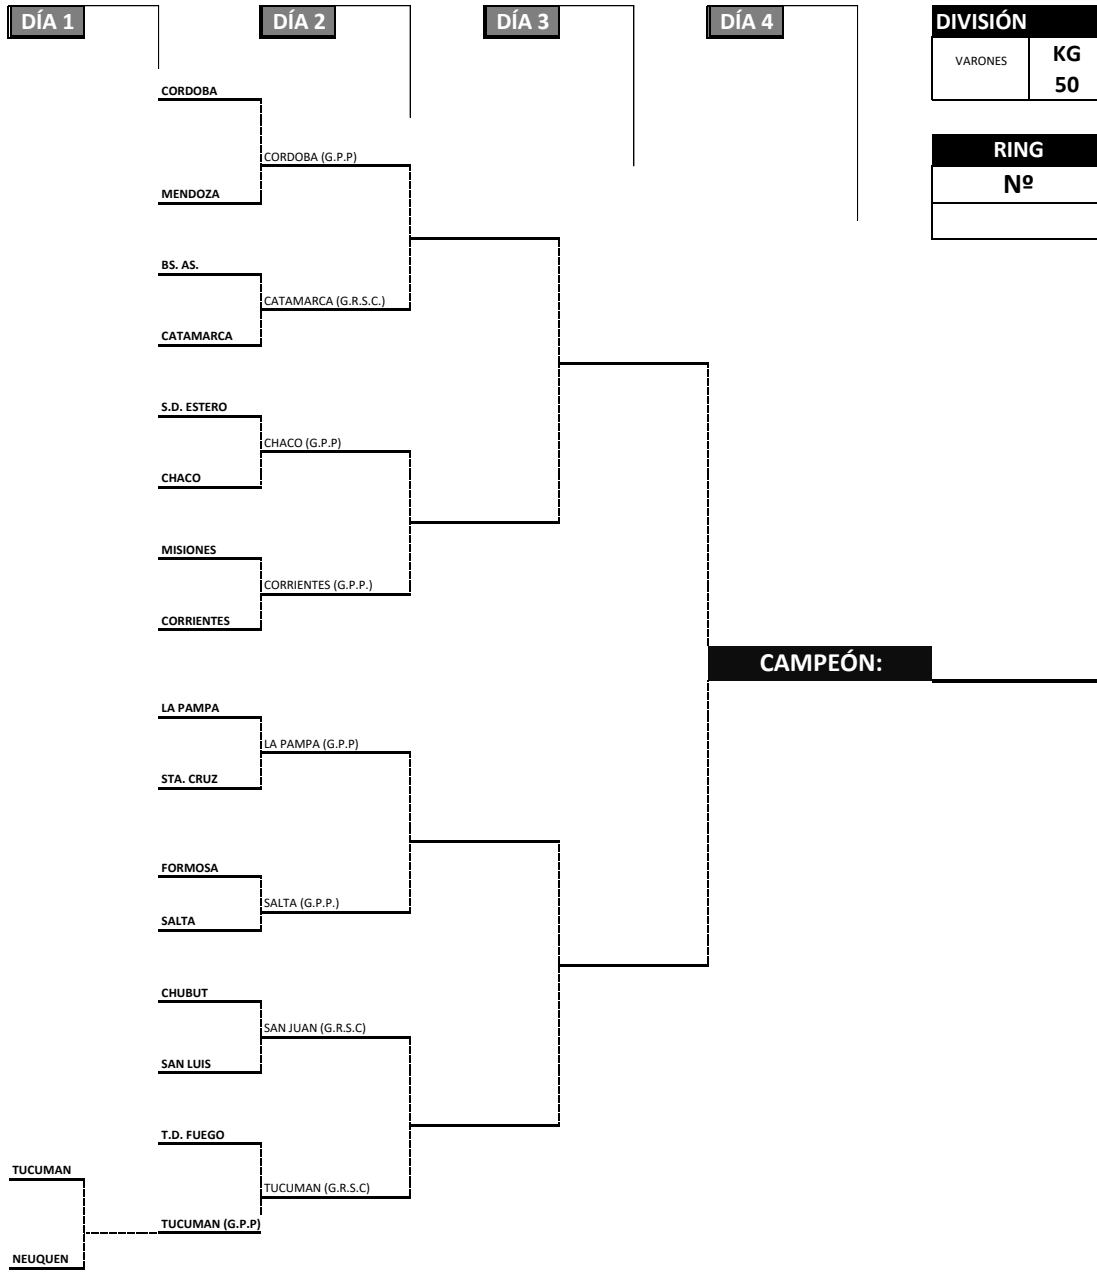 DÍA 1
DÍA 2
DÍA 3
DÍA 4
DIVISIÓN
VARONES
KG
50
RING
Nº
CORDOBA
CORDOBA (G.P.P)
MENDOZA
BS. AS.
CATAMARCA (G.R.S.C.)
CATAMARCA
S.D. ESTERO
CHACO (G.P.P)
CHACO
MISIONES
CORRIENTES (G.P.P.)
CORRIENTES
CAMPEÓN:
LA PAMPA
LA PAMPA (G.P.P)
STA. CRUZ
FORMOSA
SALTA (G.P.P.)
SALTA
CHUBUT
SAN JUAN (G.R.S.C)
SAN LUIS
T.D. FUEGO
TUCUMAN
TUCUMAN (G.R.S.C)
TUCUMAN (G.P.P)
NEUQUEN